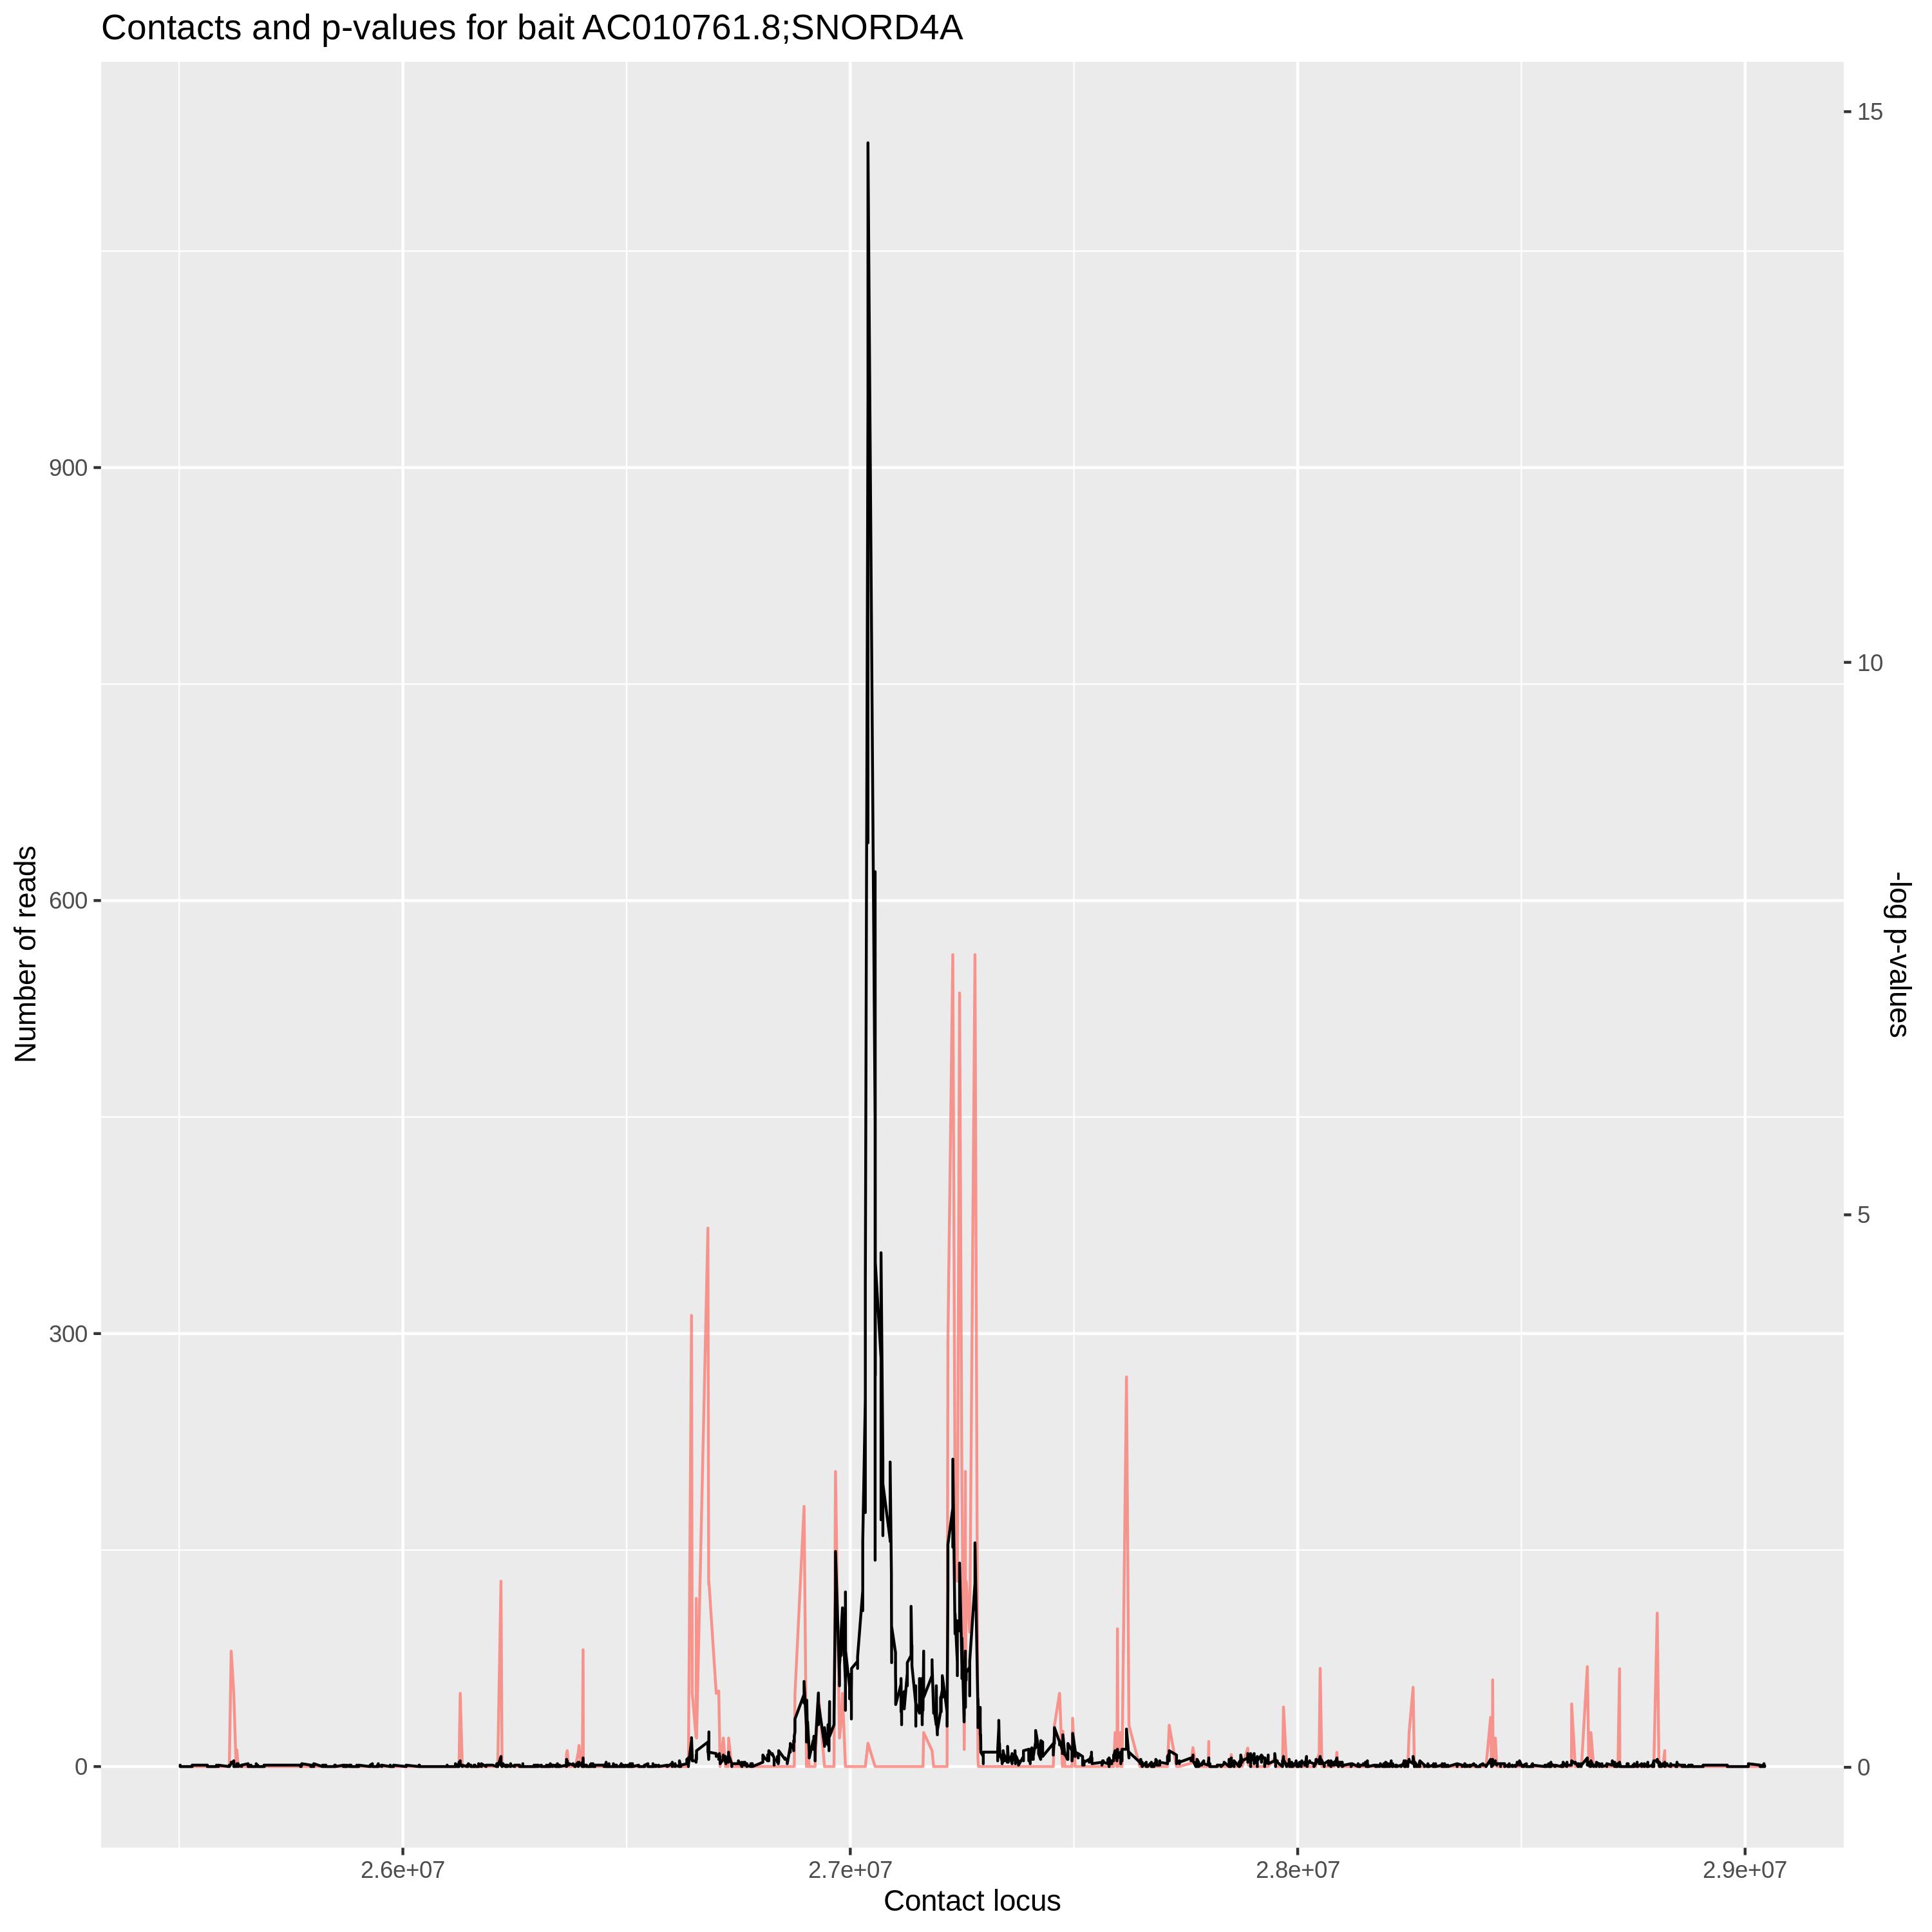 Contacts and p-values for bait AC010761.8;SNORD4A
Number of reads
900
600
300
0
15
10
5
0
-log p-values
2.6e+07
2.7e+07
2.8e+07
2.9e+07
Contact locus